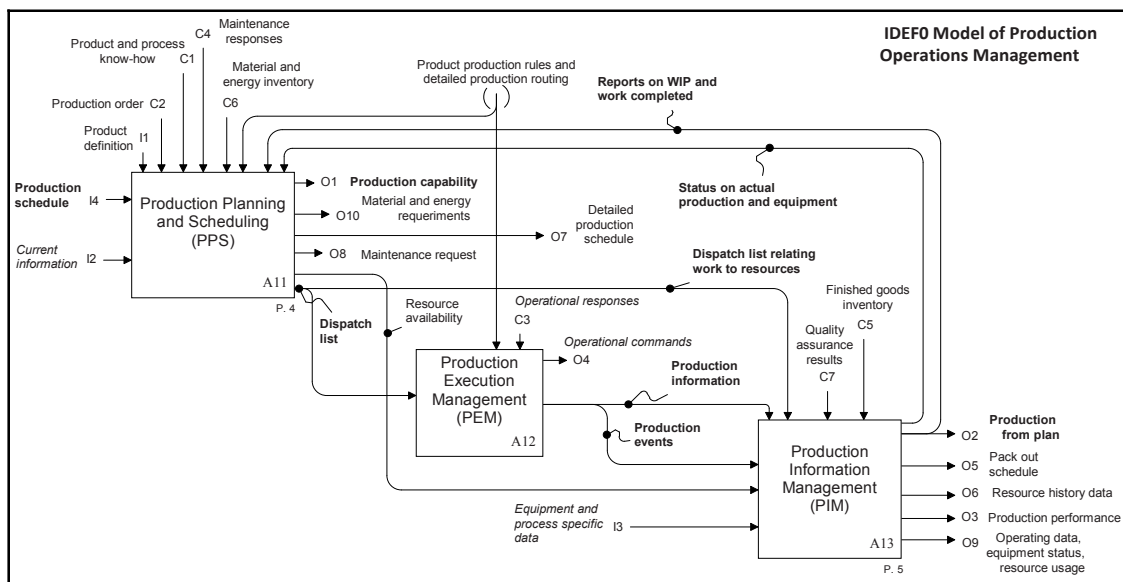 IDEF0 Model of Production
Operations Management
C4
Maintenance
responses
Product and process
know-how
C1
Material and
energy inventory
C6
Production order C2
Product
definition
I1
Product production rules and
detailed production routing
Reports on WIP and
work completed
Production
schedule
I4
Current
information
I2
Production Planning
and Scheduling
(PPS)
A11
P. 4
O1
Production capability
O10
Material and energy
requeriments
O7
Detailed
production
schedule
O8
Maintenance request
Status on actual
production and equipment
Dispatch list relating
work to resources
Dispatch
list
Resource
availability
Operational responses
C3
Operational commands
O4
Production
Execution
Management
(PEM)
A12
Production
information
Production
events
Finished goods
inventory
C5
Quality
assurance
results
C7
Equipment and
process specific
data
I3
Production
Information
Management
(PIM)
A13
P. 5
O2
Production
from plan
O5
Pack out
schedule
O6
Resource history data
O3
Production performance
O9
Operating data,
equipment status,
resource usage